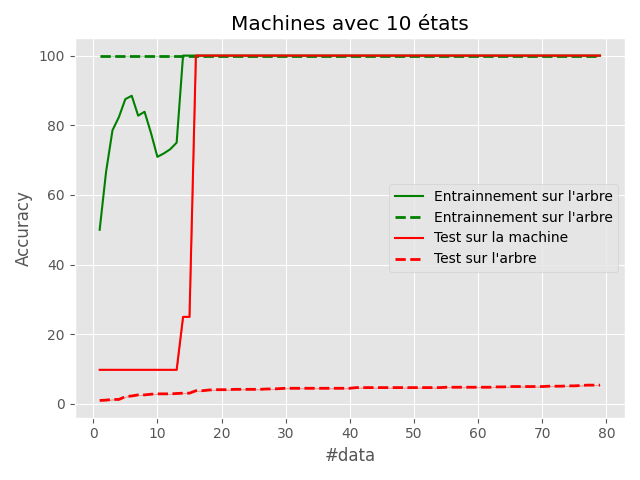 Machines avec 10 états
Accuracy
100
80
60
40
20
0
Entrainnement sur l'arbre
Entrainnement sur l'arbre
Test sur la machine
Test sur l'arbre
0 10 20 30 40 50 60 70 80
#data